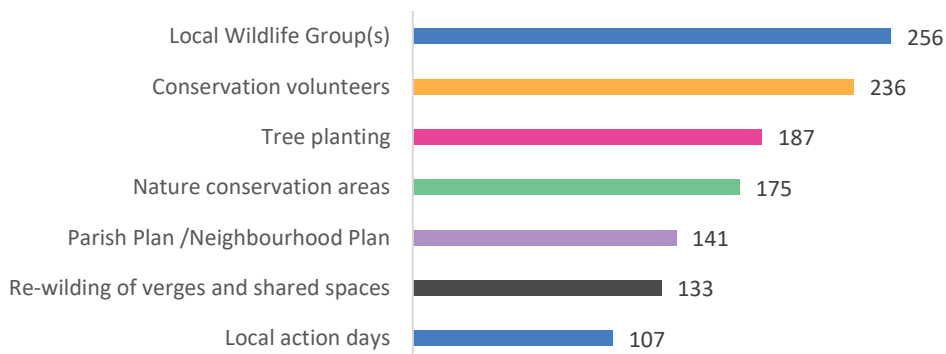 Local Wildlife Group(s) 256
Conservation volunteers 236
Tree planting 187
Nature conservation areas 175
Parish Plan /Neighbourhood Plan 141
Re-wilding of verges and shared spaces 133
Local action days 107